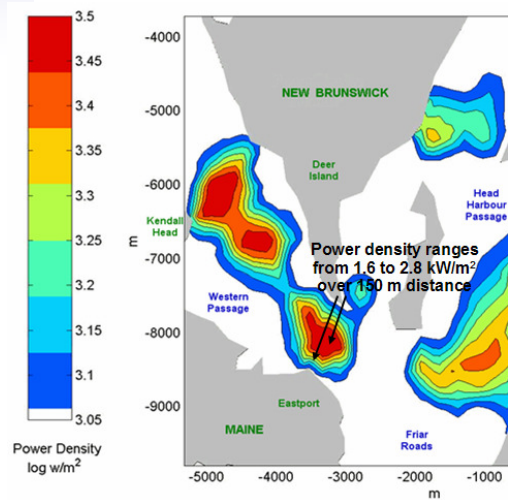 3.5
3.45
3.4
3.35
3.3
3.25
3.2
3.15
3.1
3.05
Power Density
log w/m²
-4000
-5000
-6000
-7000
-8000
-9000
m
NEW BRUNSWICK
Deer
Island
Head
Harbour
Passage
Kendall
Head
Power density ranges
from 1.6 to 2.8 kW/m²
over 150 m distance
Western
Passage
Eastport
MAINE
Friar
Roads
-5000 -4000 -3000 -2000 -1000
m